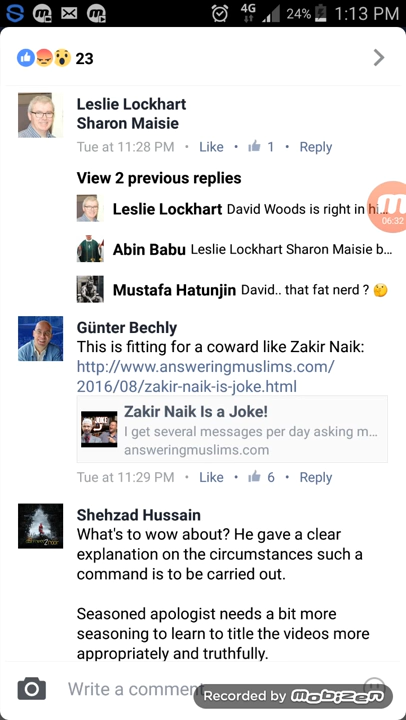 4G
24%
1:13 PM
23
Leslie Lockhart
Sharon Maisie
Tue at 11:28 PM • Like • 1 • Reply
View 2 previous replies
Leslie Lockhart David Woods is right in hi...
06:32
Abin Babu Leslie Lockhart Sharon Maisie b...
Mustafa Hatunjin David.. that fat nerd ? 🤔
Günter Bechly
This is fitting for a coward like Zakir Naik:
http://www.answeringmuslims.com/
2016/08/zakir-naik-is-joke.html
Zakir Naik Is a Joke!
I get several messages per day asking m...
answeringmuslims.com
Tue at 11:29 PM • Like • 6 • Reply
Shehzad Hussain
What's to wow about? He gave a clear
explanation on the circumstances such a
command is to be carried out.
Seasoned apologist needs a bit more
seasoning to learn to title the videos more
appropriately and truthfully.
Write a comment
Recorded by mobizen